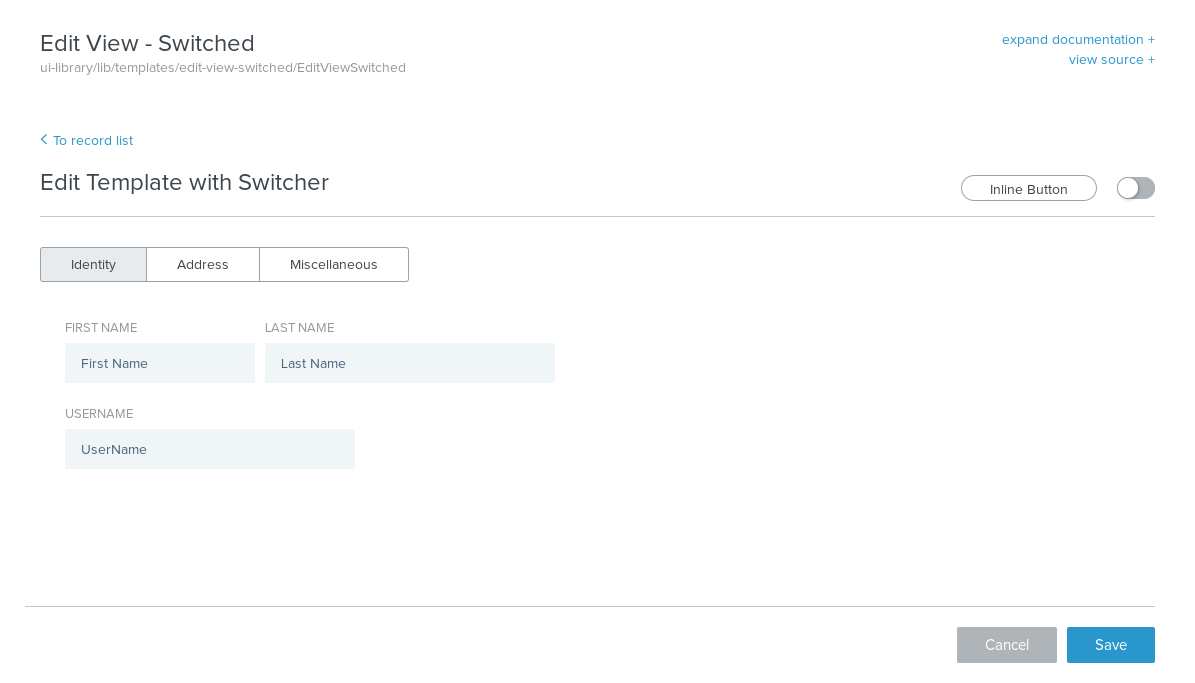 Edit View - Switched
expand documentation +
ui-library/lib/templates/edit-view-switched/EditViewSwitched
view source +
To record list
Edit Template with Switcher
Inline Button
Identity Address Miscellaneous
FIRST NAME LAST NAME
First Name Last Name
USERNAME
UserName
Cancel Save